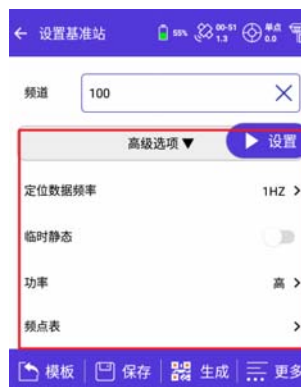 设置基准站 55% 00-51 1.3 单点 0.0
频道 100
高级选项▼ 设置
定位数据频率 1HZ
临时静态
功率 高
频点表
模板 保存 生成 更多